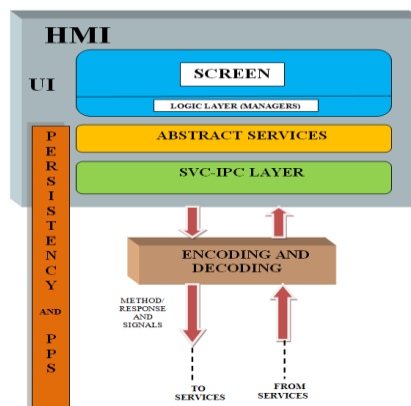 HMI
UI
SCREEN
LOGIC LAYER (MANAGERS)
ABSTRACT SERVICES
SVC-IPC LAYER
PERSISTENCY
AND
PPS
ENCODING AND
DECODING
METHOD/
RESPONSE
AND
SIGNALS
TO
SERVICES
FROM
SERVICES